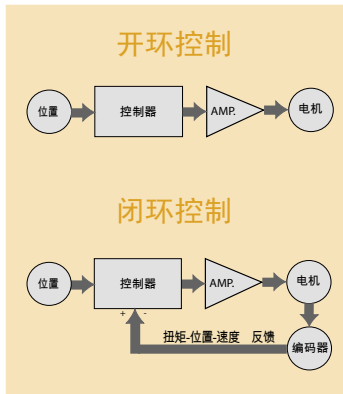 开环控制
位置 控制器 AMP. 电机
闭环控制
位置 控制器 AMP. 电机
+ -
扭矩-位置-速度 反馈
编码器